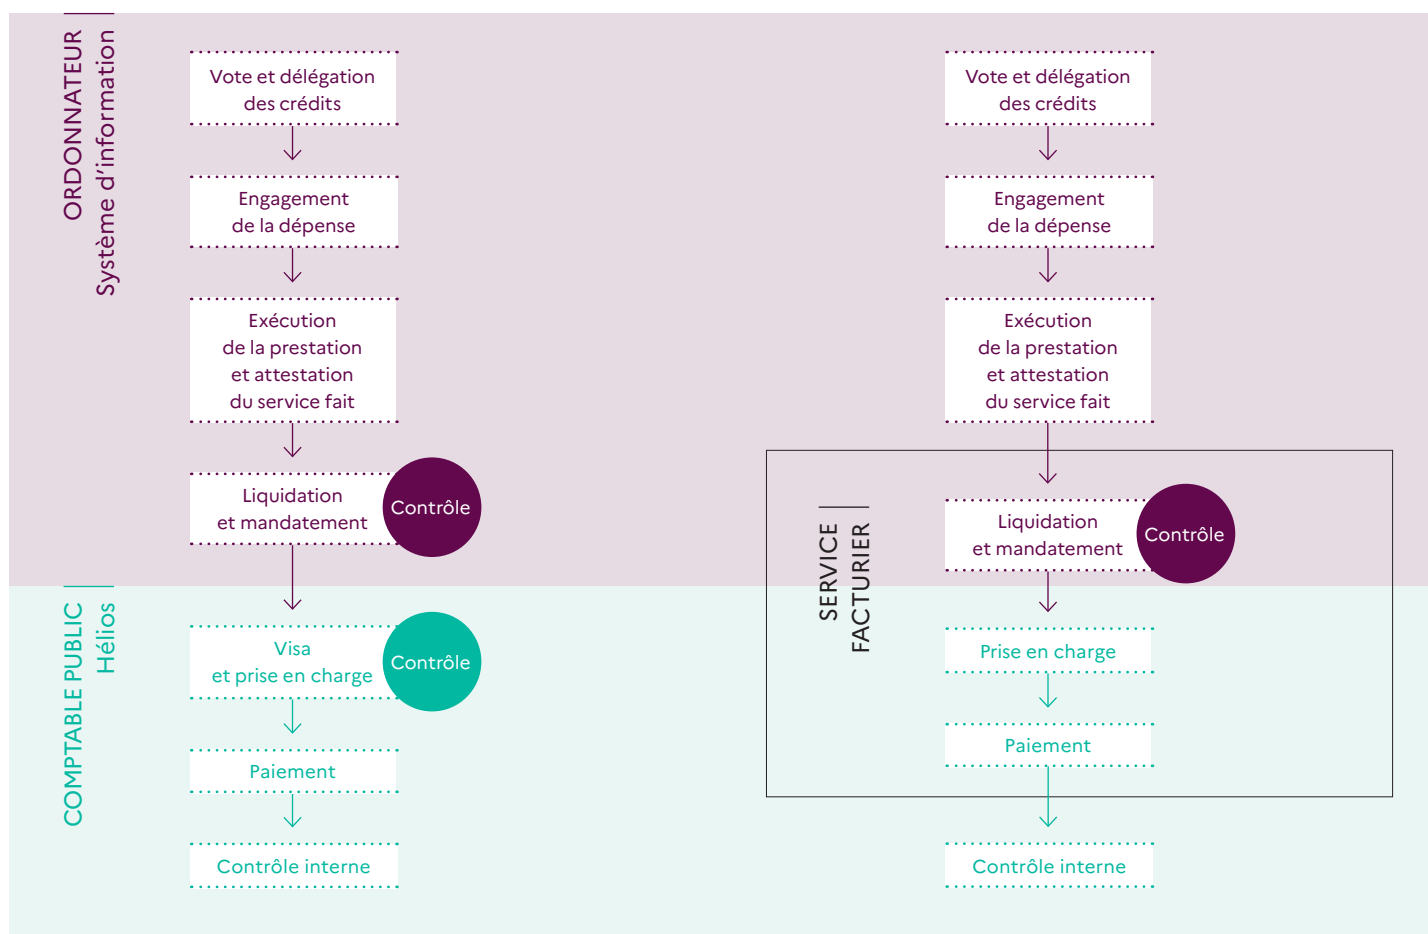 ORDONNATEUR
Système d'information
Vote et délégation
des crédits
Engagement
de la dépense
Exécution
de la prestation
et attestation
du service fait
Liquidation
et mandatement
Contrôle
COMPTABLE PUBLIC
Hélios
Visa
et prise en charge
Contrôle
Paiement
Contrôle interne
Vote et délégation
des crédits
Engagement
de la dépense
Exécution
de la prestation
et attestation
du service fait
SERVICE
FACTURIER
Liquidation
et mandatement
Contrôle
Prise en charge
Paiement
Contrôle interne